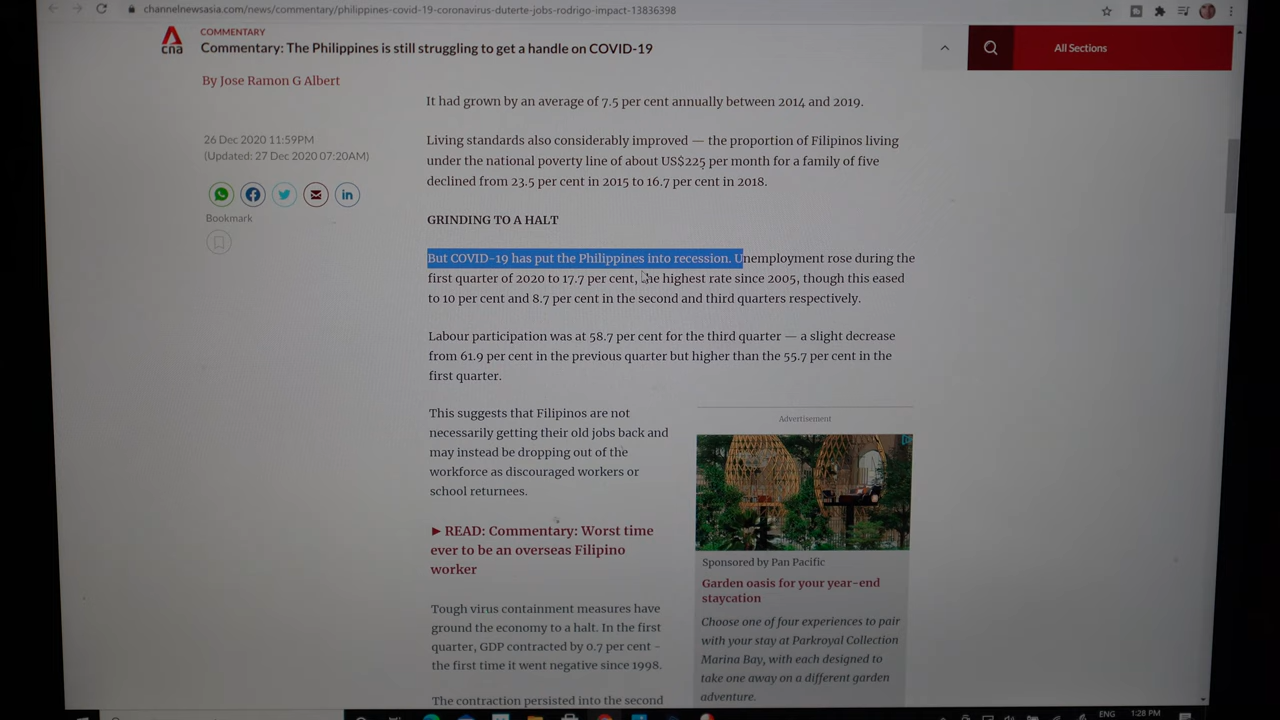 channelnewsasia.com/news/commentary/philippines-covid-19-coronavirus-duterte-jobs-rodrigo-impact-13836398
cna
COMMENTARY
Commentary: The Philippines is still struggling to get a handle on COVID-19
All Sections
By Jose Ramon G Albert
26 Dec 2020 11:59PM
(Updated: 27 Dec 2020 07:20AM)
Bookmark
It had grown by an average of 7.5 per cent annually between 2014 and 2019.
Living standards also considerably improved — the proportion of Filipinos living
under the national poverty line of about US$225 per month for a family of five
declined from 23.5 per cent in 2015 to 16.7 per cent in 2018.
GRINDING TO A HALT
But COVID-19 has put the Philippines into recession. Unemployment rose during the
first quarter of 2020 to 17.7 per cent, the highest rate since 2005, though this eased
to 10 per cent and 8.7 per cent in the second and third quarters respectively.
Labour participation was at 58.7 per cent for the third quarter — a slight decrease
from 61.9 per cent in the previous quarter but higher than the 55.7 per cent in the
first quarter.
This suggests that Filipinos are not
necessarily getting their old jobs back and
may instead be dropping out of the
workforce as discouraged workers or
school returnees.
► READ: Commentary: Worst time
ever to be an overseas Filipino
worker
Tough virus containment measures have
ground the economy to a halt. In the first
quarter, GDP contracted by 0.7 per cent -
the first time it went negative since 1998.
The contraction persisted into the second
Advertisement
Sponsored by Pan Pacific
Garden oasis for your year-end
staycation
Choose one of four experiences to pair
with your stay at Parkroyal Collection
Marina Bay, with each designed to
take one away on a different garden
adventure.
ENG
1:28 PM